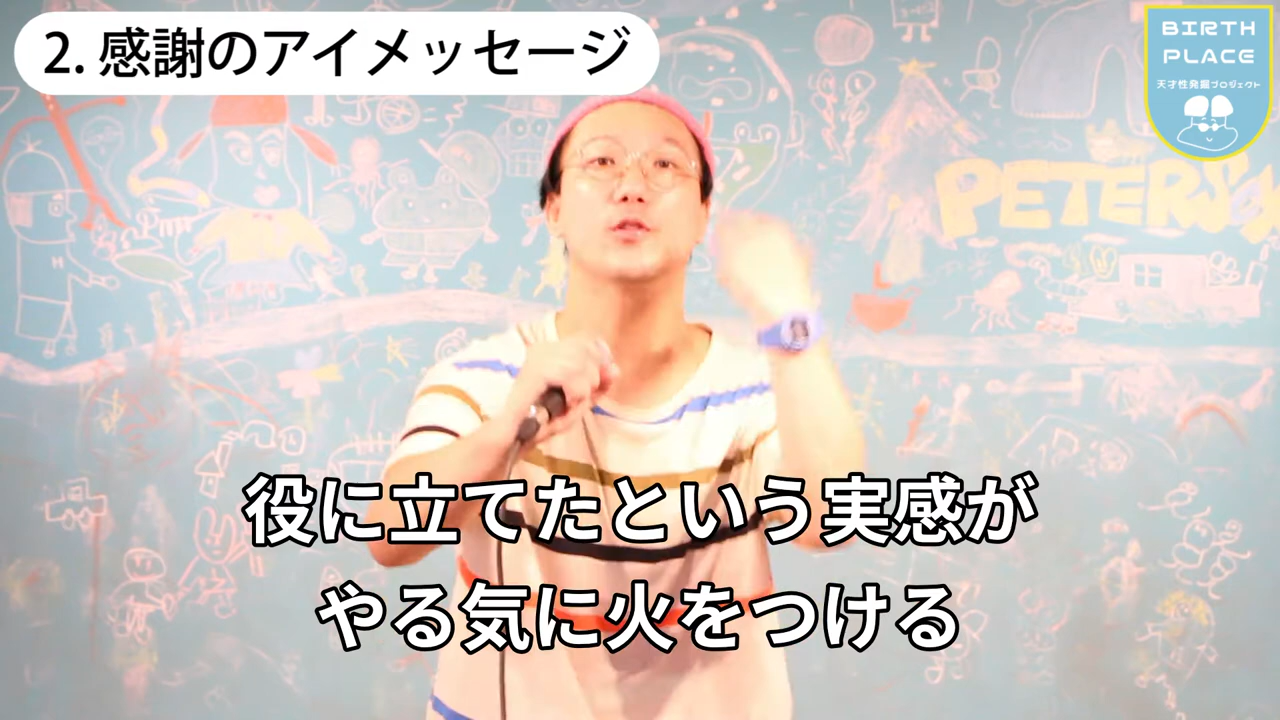 2. 感謝のアイメッセージ
BIRTH
PLACE
天才性発掘プロジェクト
PETER
役に立てたという実感が
やる気に火をつける